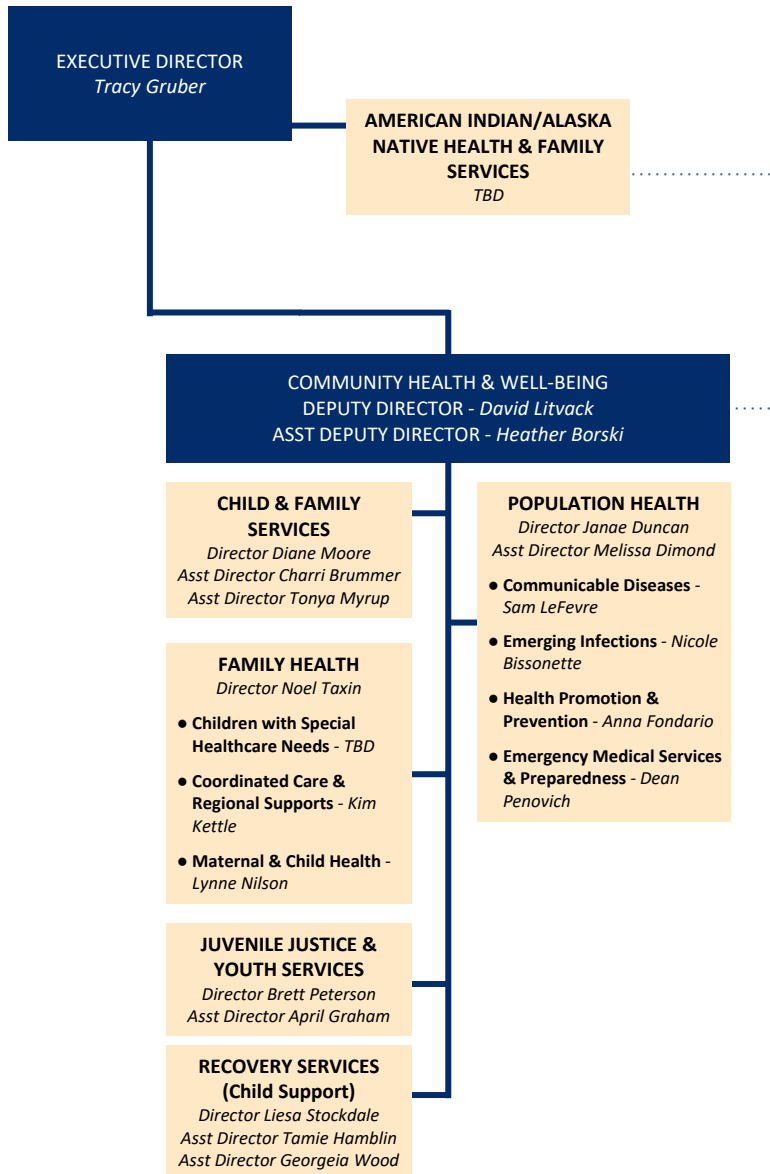 EXECUTIVE DIRECTOR
Tracy Gruber
AMERICAN INDIAN/ALASKA
NATIVE HEALTH & FAMILY
SERVICES
TBD
COMMUNITY HEALTH & WELL-BEING
DEPUTY DIRECTOR - David Litvack
ASST DEPUTY DIRECTOR - Heather Borski
CHILD & FAMILY
SERVICES
Director Diane Moore
Asst Director Charri Brummer
Asst Director Tonya Myrup
FAMILY HEALTH
Director Noel Taxin
● Children with Special
Healthcare Needs - TBD
● Coordinated Care &
Regional Supports - Kim
Kettle
● Maternal & Child Health -
Lynne Nilson
JUVENILE JUSTICE &
YOUTH SERVICES
Director Brett Peterson
Asst Director April Graham
RECOVERY SERVICES
(Child Support)
Director Liesa Stockdale
Asst Director Tamie Hamblin
Asst Director Georgeia Wood
POPULATION HEALTH
Director Janae Duncan
Asst Director Melissa Dimond
● Communicable Diseases -
Sam LeFevre
● Emerging Infections - Nicole
Bissonette
● Health Promotion &
Prevention - Anna Fondario
● Emergency Medical Services
& Preparedness - Dean
Penovich